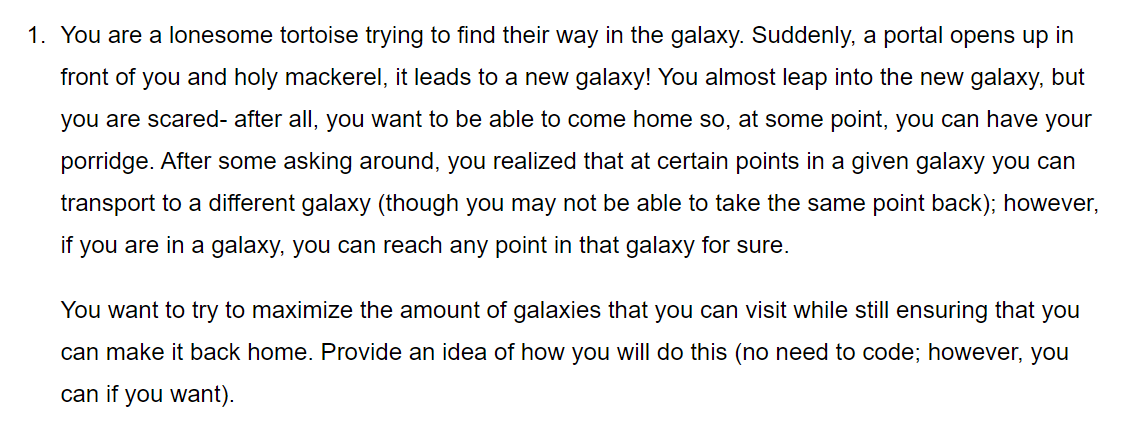 1. You are a lonesome tortoise trying to find their way in the galaxy. Suddenly, a portal opens up in
front of you and holy mackerel, it leads to a new galaxy! You almost leap into the new galaxy, but
you are scared- after all, you want to be able to come home so, at some point, you can have your
porridge. After some asking around, you realized that at certain points in a given galaxy you can
transport to a different galaxy (though you may not be able to take the same point back); however,
if you are in a galaxy, you can reach any point in that galaxy for sure.
You want to try to maximize the amount of galaxies that you can visit while still ensuring that you
can make it back home. Provide an idea of how you will do this (no need to code; however, you
can if you want).